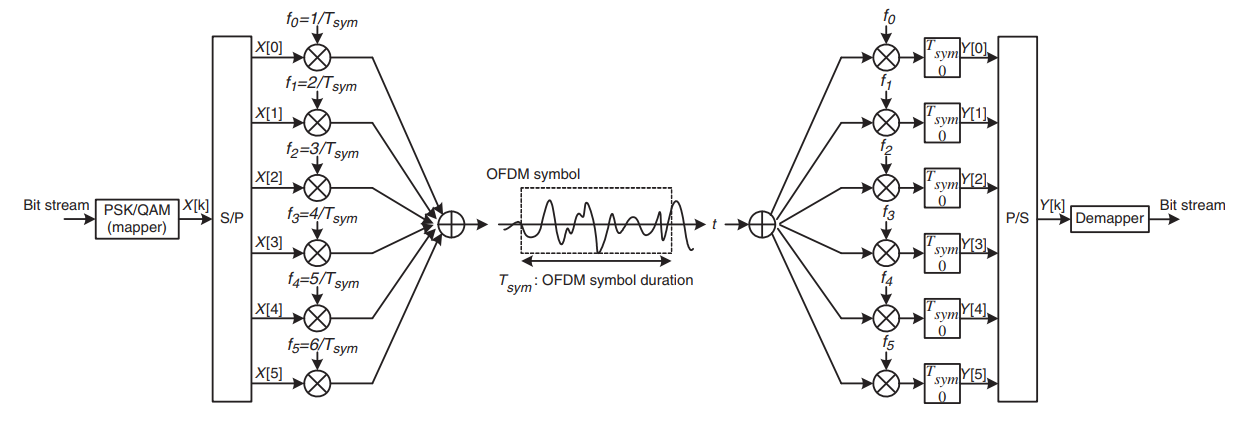 Bit stream
PSK/QAM
(mapper)
X[k]
S/P
f0=1/Tsym
X[0]
f1=2/Tsym
X[1]
f2=3/Tsym
X[2]
f3=4/Tsym
X[3]
f4=5/Tsym
X[4]
f5=6/Tsym
X[5]
OFDM symbol
t
Tsym : OFDM symbol duration
f0
Tsym
0
Y[0]
f1
Tsym
0
Y[1]
f2
Tsym
0
Y[2]
f3
Tsym
0
Y[3]
f4
Tsym
0
Y[4]
f5
Tsym
0
Y[5]
P/S
Y[k]
Demapper
Bit stream